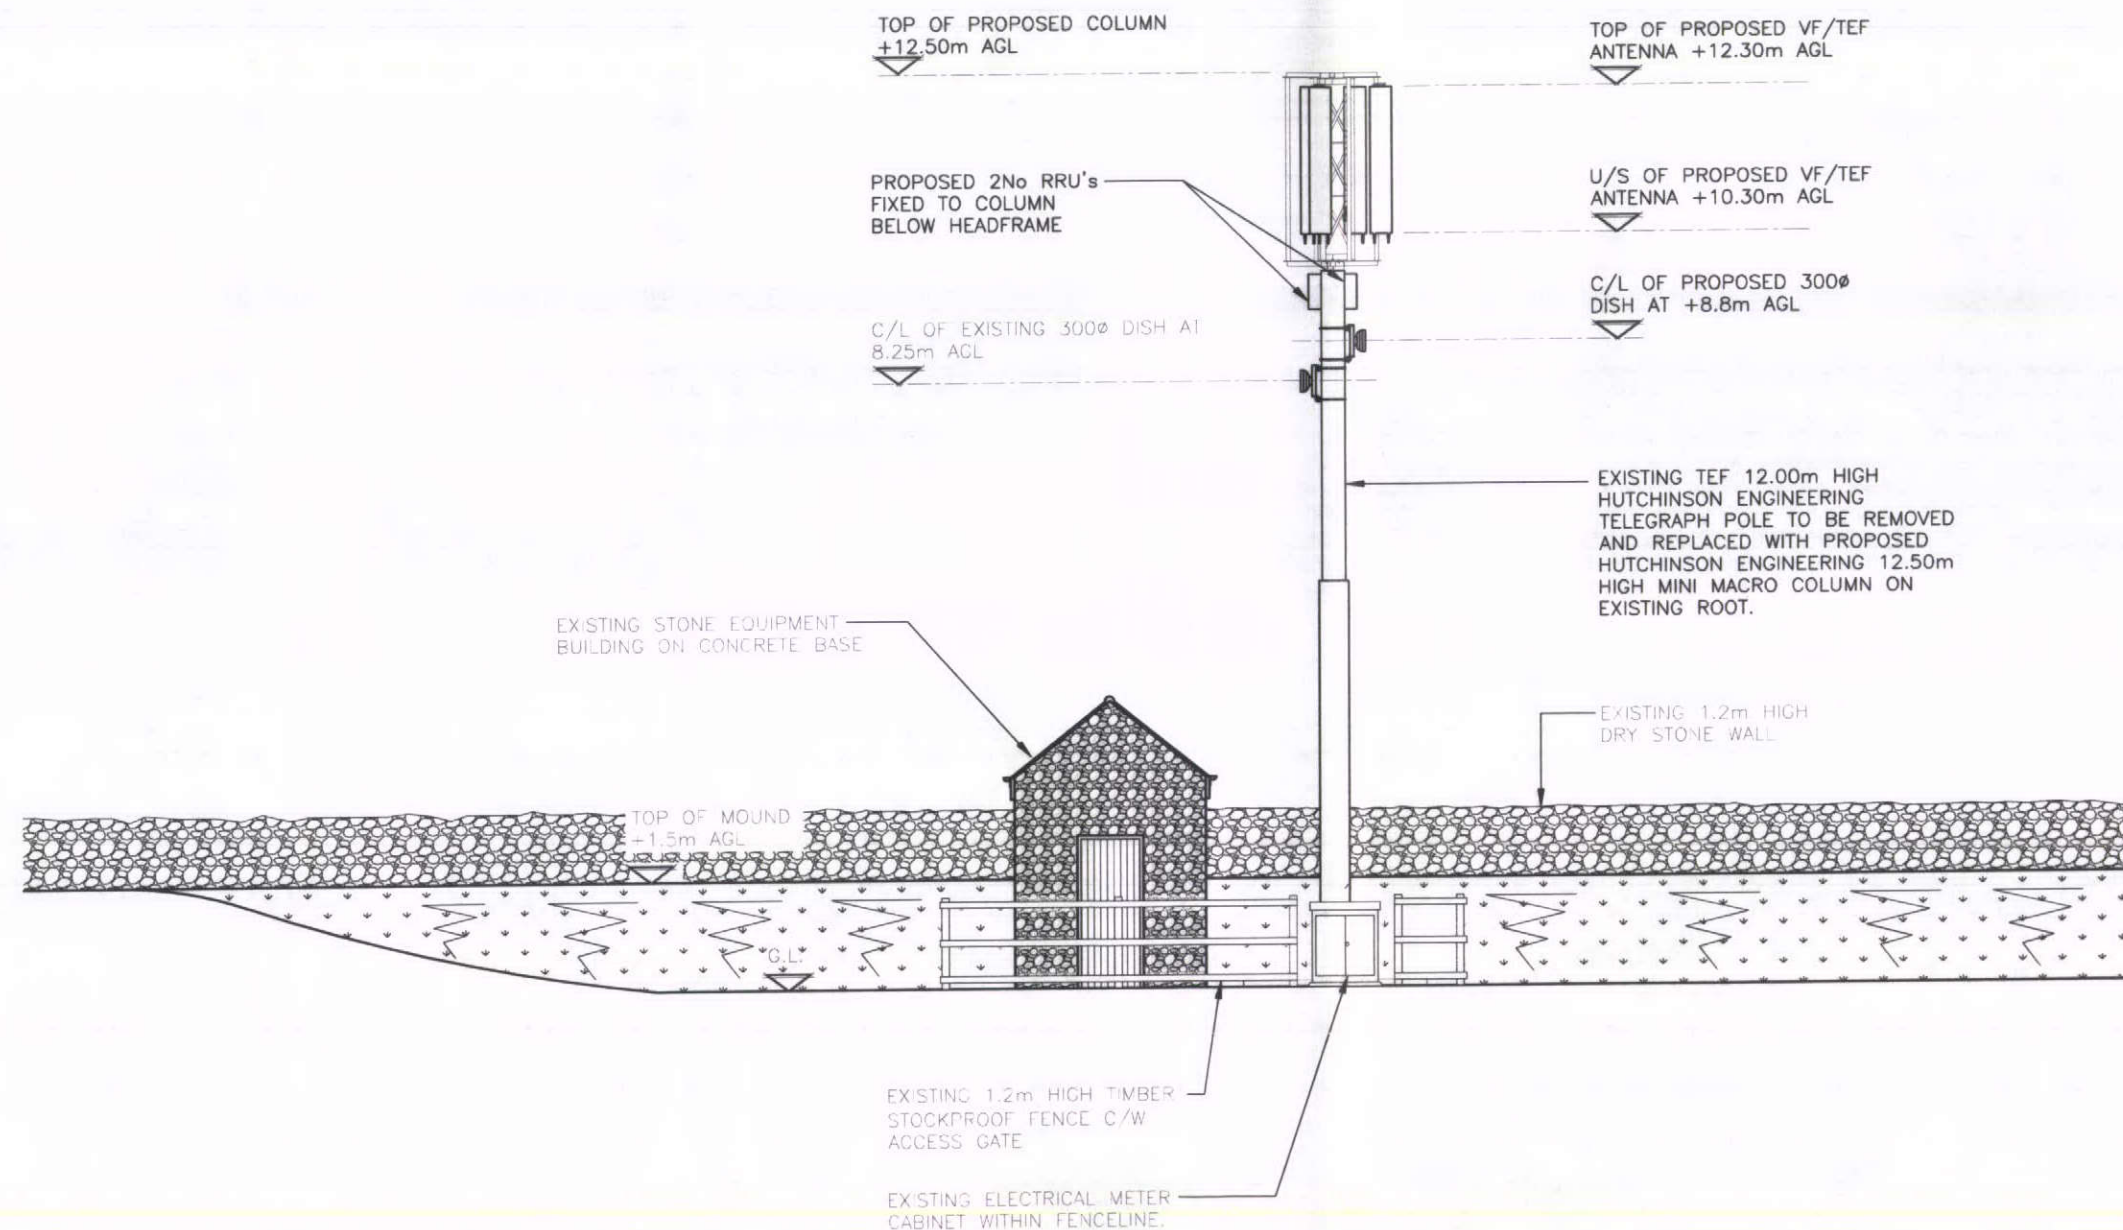 TOP OF PROPOSED COLUMN
+12.50m AGL
TOP OF PROPOSED VF/TEF
ANTENNA +12.30m AGL
PROPOSED 2No RRU's
FIXED TO COLUMN
BELOW HEADFRAME
U/S OF PROPOSED VF/TEF
ANTENNA +10.30m AGL
C/L OF PROPOSED 300ø
DISH AT +8.8m AGL
C/L OF EXISTING 300ø DISH AT
8.25m AGL
EXISTING TEF 12.00m HIGH
HUTCHINSON ENGINEERING
TELEGRAPH POLE TO BE REMOVED
AND REPLACED WITH PROPOSED
HUTCHINSON ENGINEERING 12.50m
HIGH MINI MACRO COLUMN ON
EXISTING ROOT.
EXISTING STONE EQUIPMENT
BUILDING ON CONCRETE BASE
EXISTING 1.2m HIGH
DRY STONE WALL
TOP OF MOUND
+1.5m AGL
G.L.
EXISTING 1.2m HIGH TIMBER
STOCKPROOF FENCE C/W
ACCESS GATE
EXISTING ELECTRICAL METER
CABINET WITHIN FENCELINE.